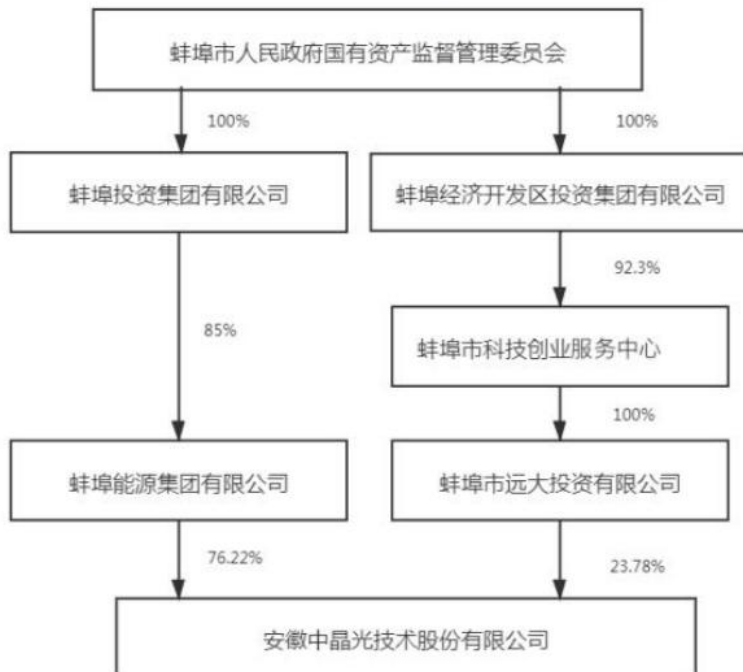 蚌埠市人民政府国有资产监督管理委员会
100%
100%
蚌埠投资集团有限公司
蚌埠经济开发区投资集团有限公司
92.3%
85%
蚌埠市科技创业服务中心
100%
蚌埠能源集团有限公司
蚌埠市远大投资有限公司
76.22%
23.78%
安徽中晶光技术股份有限公司